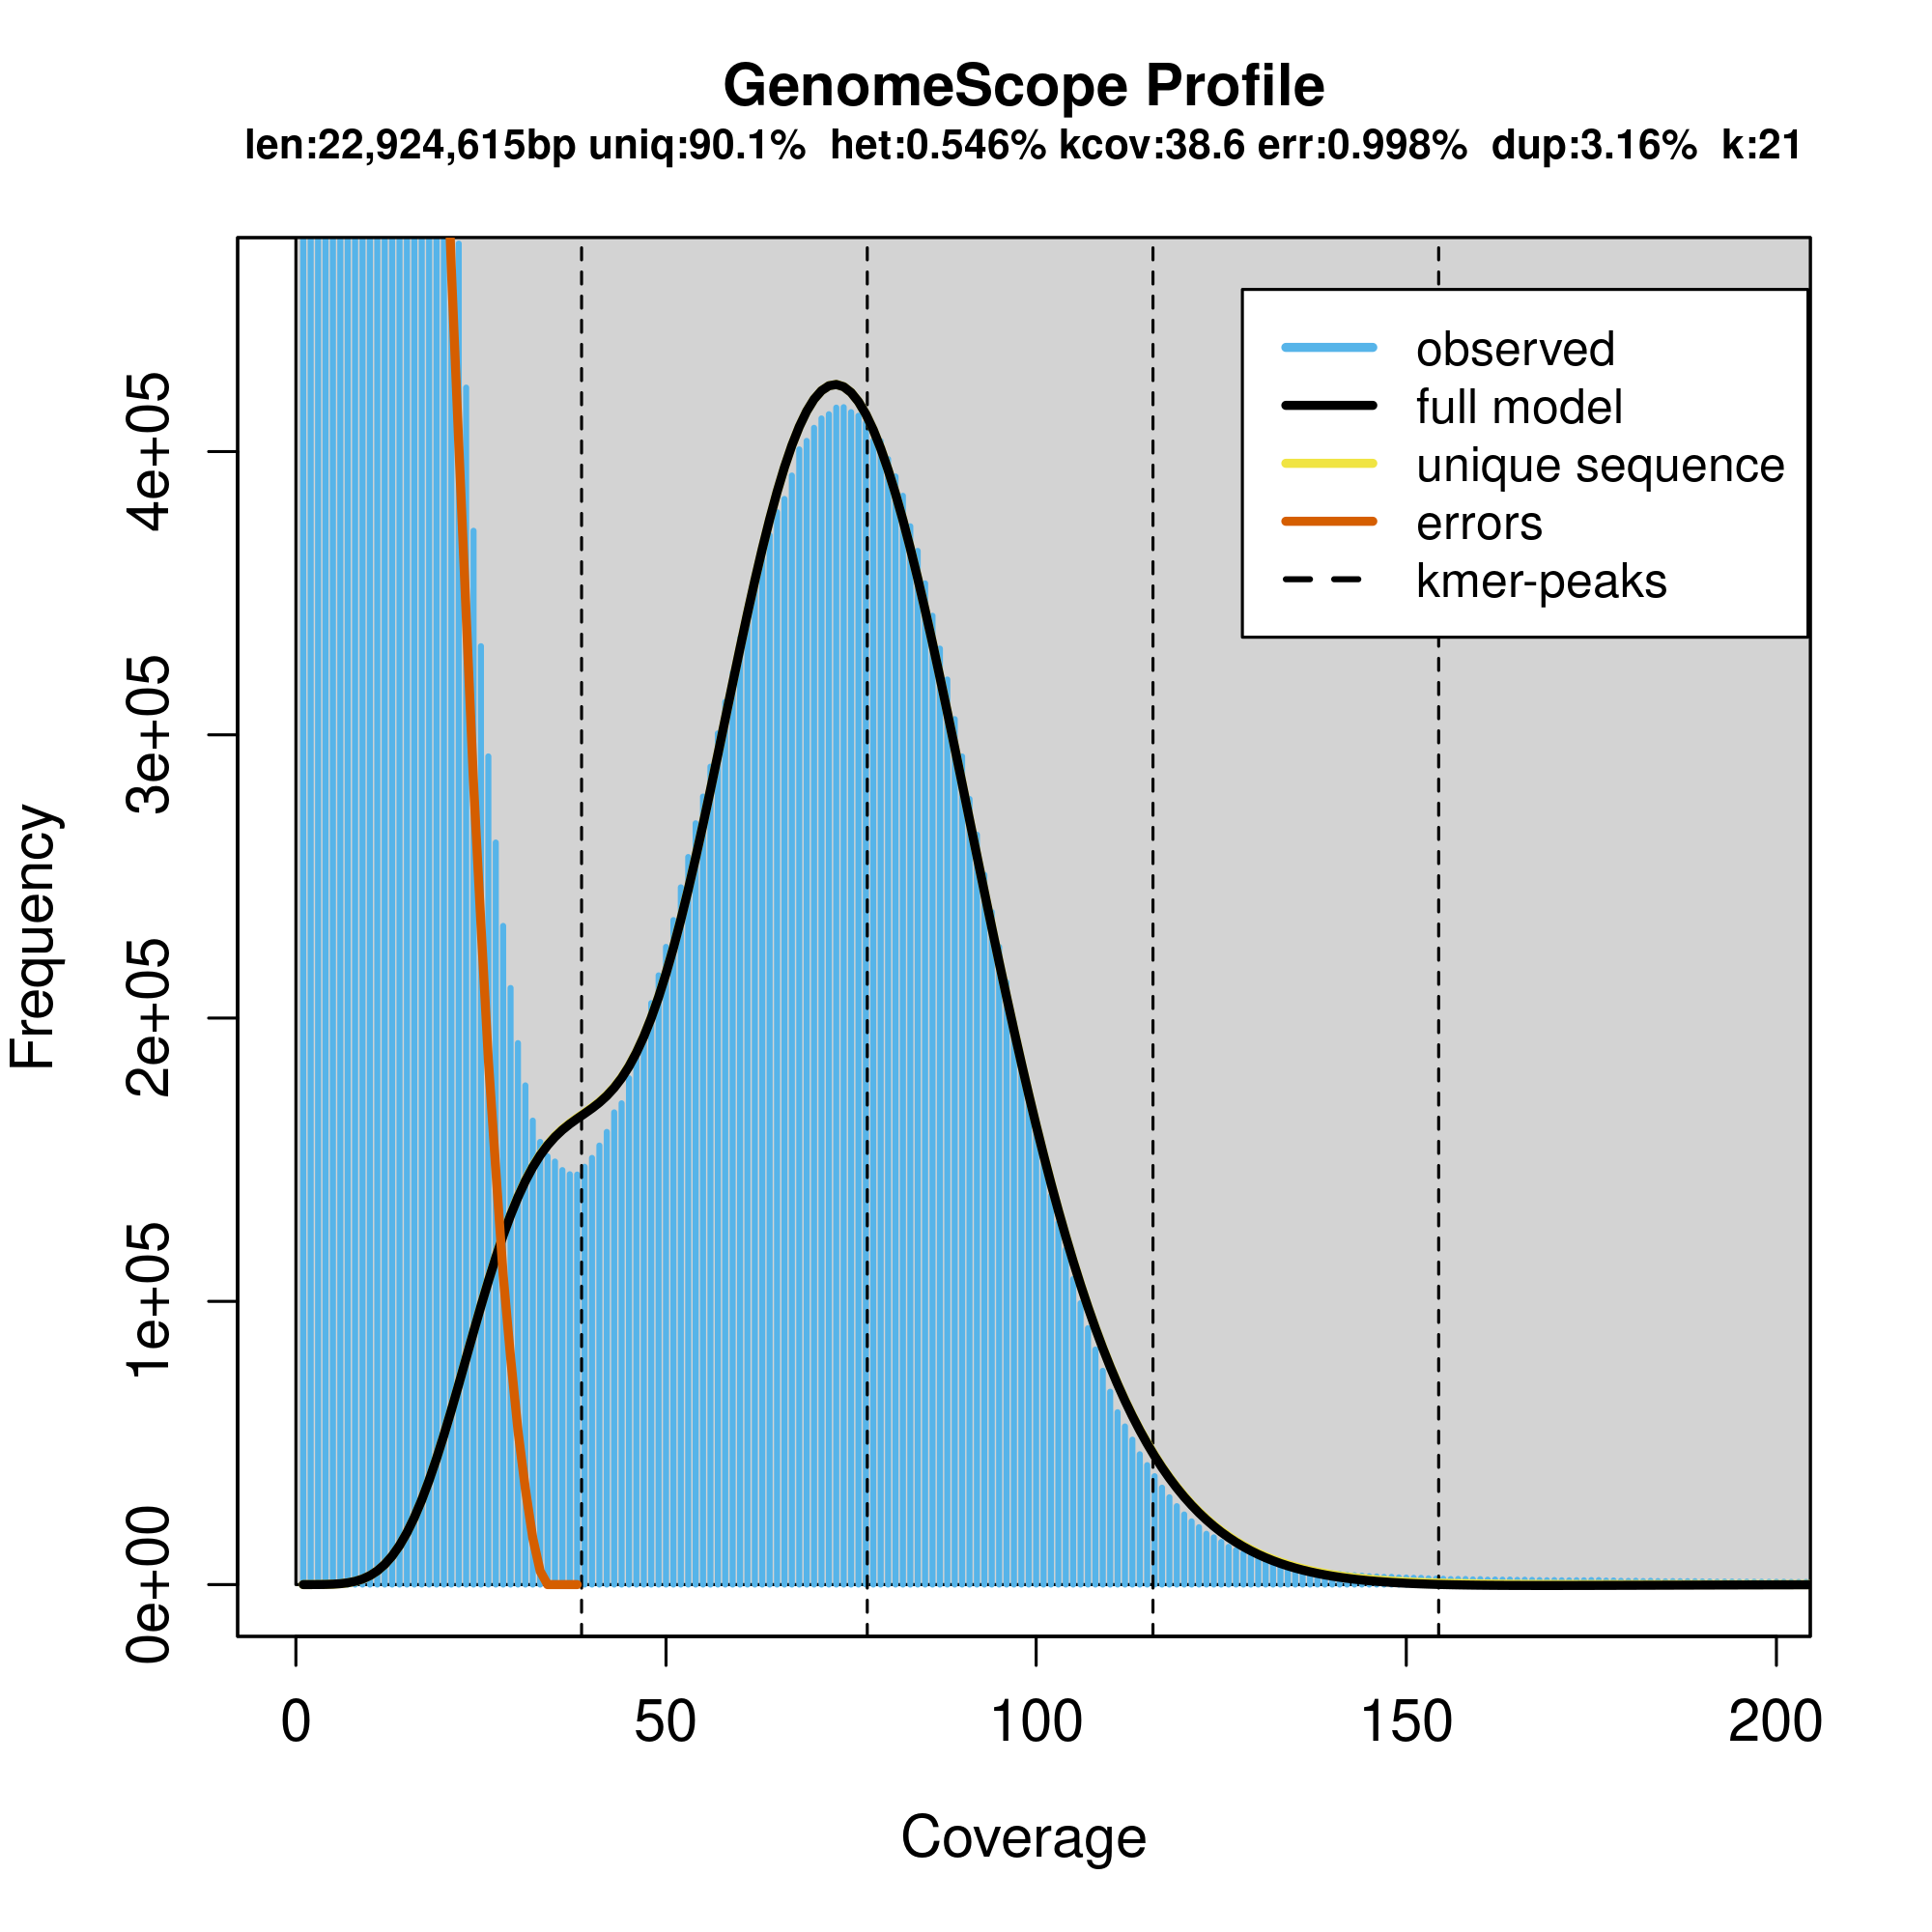 GenomeScope Profile
len:22,924,615bp uniq:90.1% het:0.546% kcov:38.6 err:0.998% dup:3.16% k:21
observed
full model
unique sequence
errors
kmer-peaks
Frequency
4e+05
3e+05
2e+05
1e+05
0e+00
0 50 100 150 200
Coverage